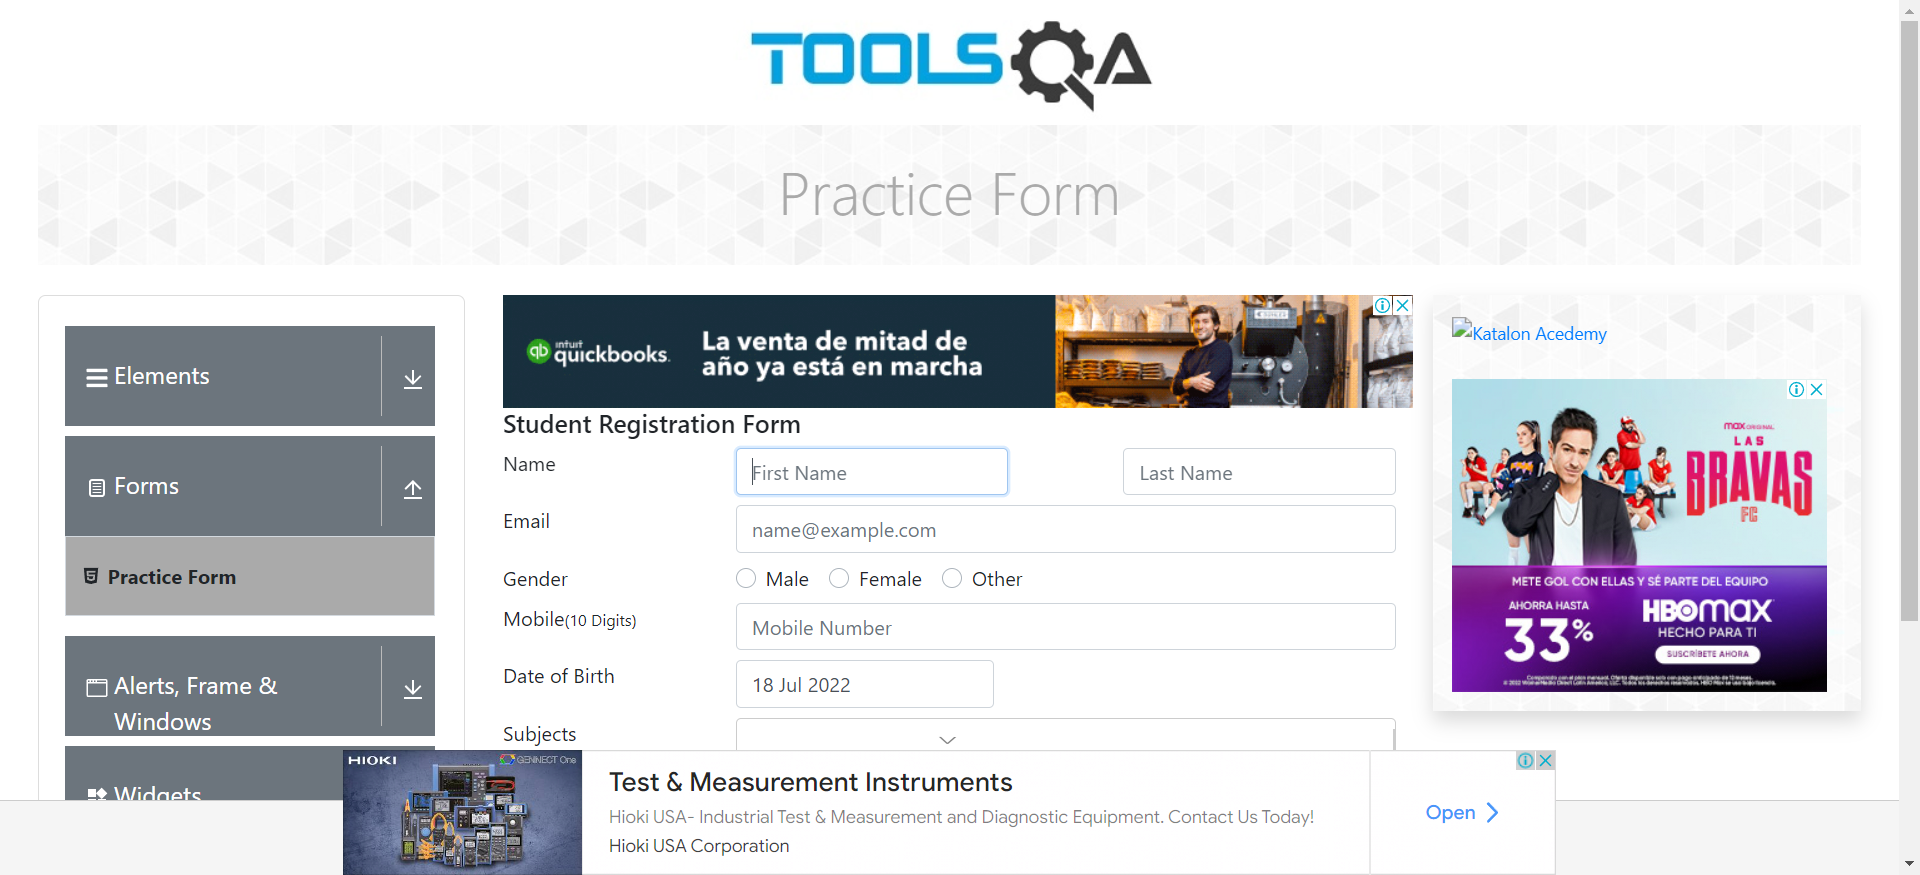 TOOLSQA
Practice Form
Elements
Forms
Practice Form
Alerts, Frame &
Windows
Widgets
intuit
qb quickbooks.
La venta de mitad de
año ya está en marcha
Student Registration Form
Name
First Name
Last Name
Email
name@example.com
Gender
Male
Female
Other
Mobile(10 Digits)
Mobile Number
Date of Birth
18 Jul 2022
Subjects
Katalon Acedemy
max ORIGINAL
LAS
BRAVAS
FC
METE GOL CON ELLAS Y SÉ PARTE DEL EQUIPO
AHORRA HASTA
33%
HBOmax
HECHO PARA TI
SUSCRÍBETE AHORA
HIOKI
GENNECT One
Test & Measurement Instruments
Hioki USA- Industrial Test & Measurement and Diagnostic Equipment. Contact Us Today!
Hioki USA Corporation
Open